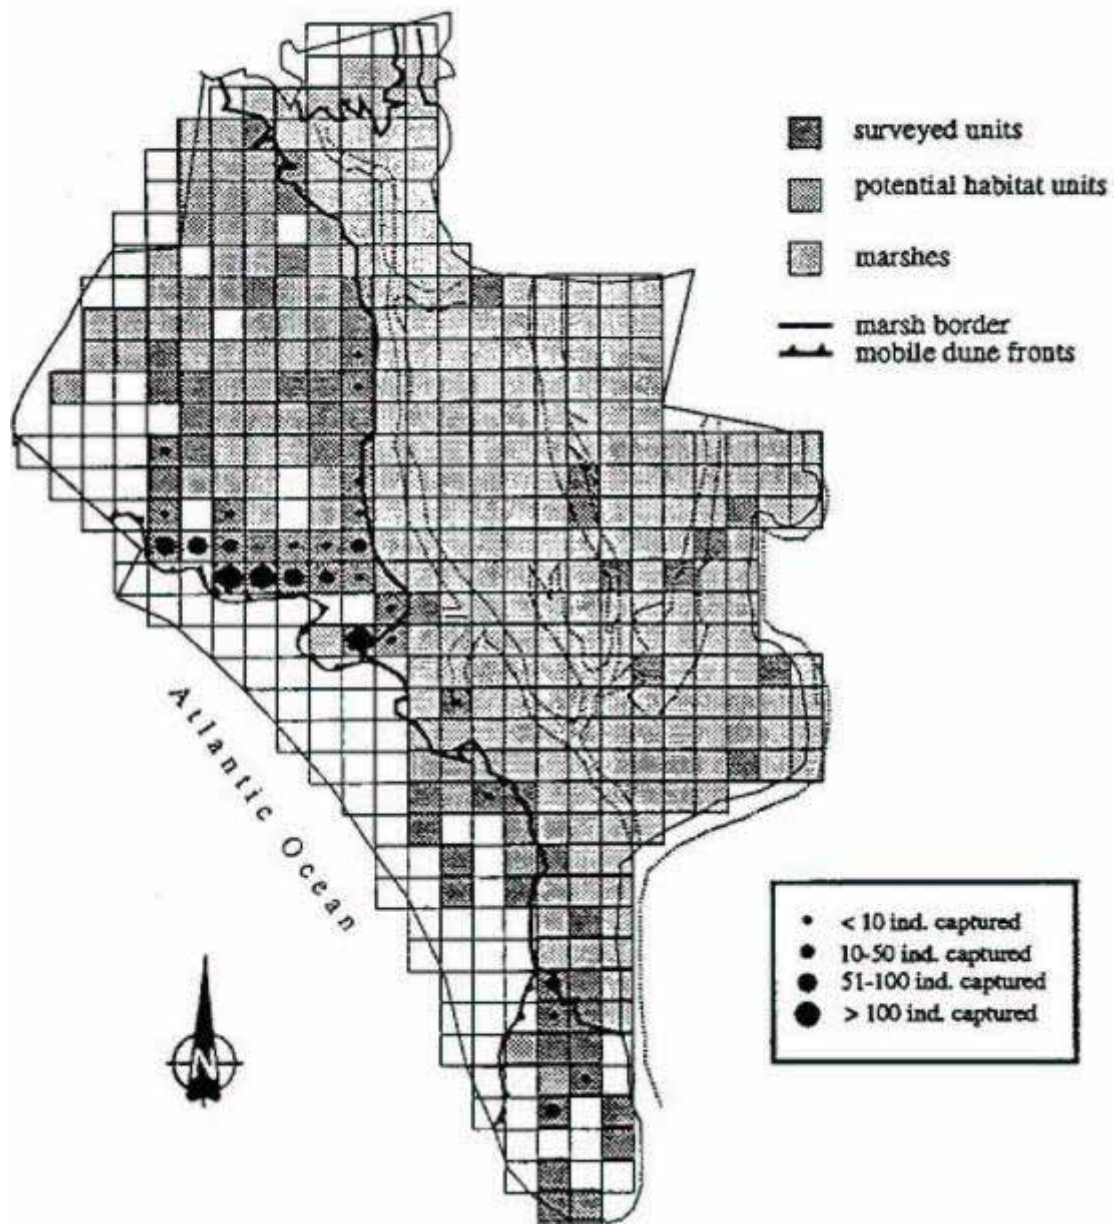 surveyed units
potential habitat units
marshes
marsh border
mobile dune fronts
Atlantic Ocean
< 10 ind. captured
10-50 ind. captured
51-100 ind. captured
> 100 ind. captured
N